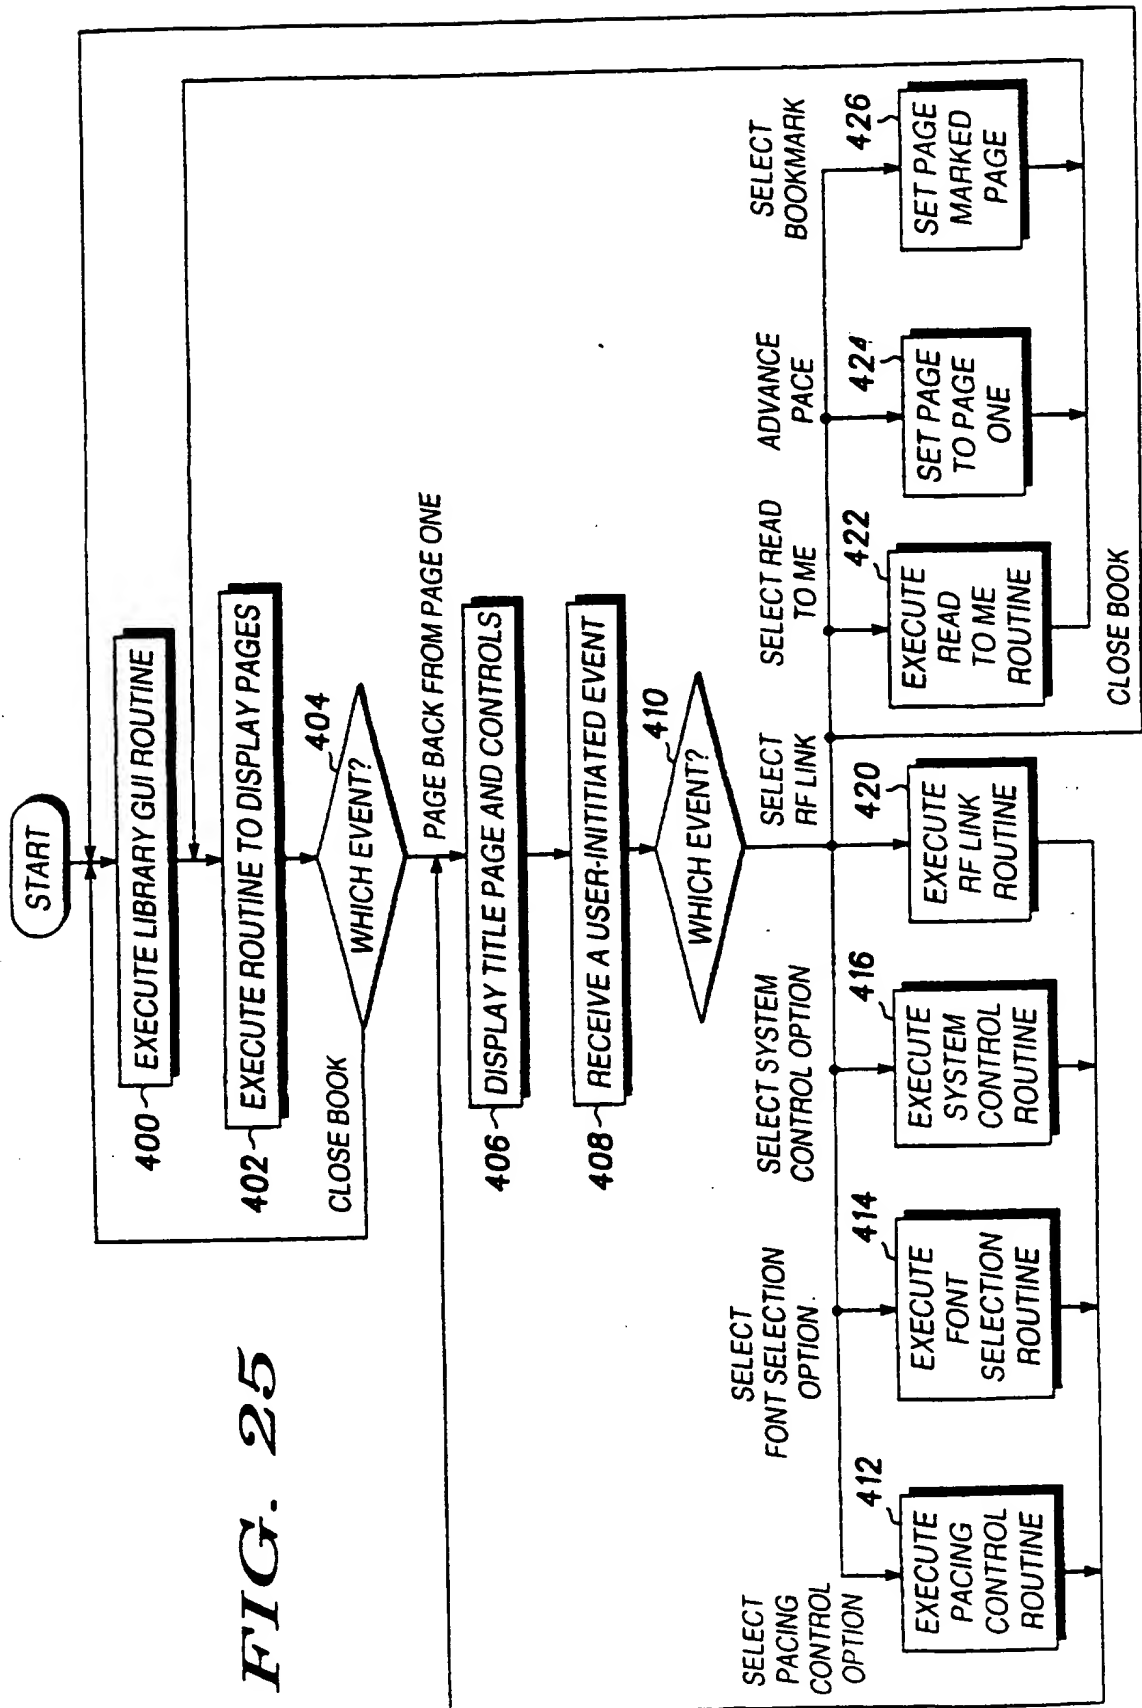 START
400
EXECUTE LIBRARY GUI ROUTINE
402
EXECUTE ROUTINE TO DISPLAY PAGES
404
WHICH EVENT?
CLOSE BOOK
PAGE BACK FROM PAGE ONE
406
DISPLAY TITLE PAGE AND CONTROLS
408
RECEIVE A USER-INITIATED EVENT
410
WHICH EVENT?
SELECT
PACING
CONTROL
OPTION
412
EXECUTE
PACING
CONTROL
ROUTINE
SELECT
FONT SELECTION
OPTION.
414
EXECUTE
FONT
SELECTION
ROUTINE
SELECT SYSTEM
CONTROL OPTION
416
EXECUTE
SYSTEM
CONTROL
ROUTINE
SELECT
RF LINK
420
EXECUTE
RF LINK
ROUTINE
SELECT READ
TO ME
422
EXECUTE
READ
TO ME
ROUTINE
ADVANCE
PACE
424
SET PAGE
TO PAGE
ONE
SELECT
BOOKMARK
426
SET PAGE
MARKED
PAGE
CLOSE BOOK
FIG. 25